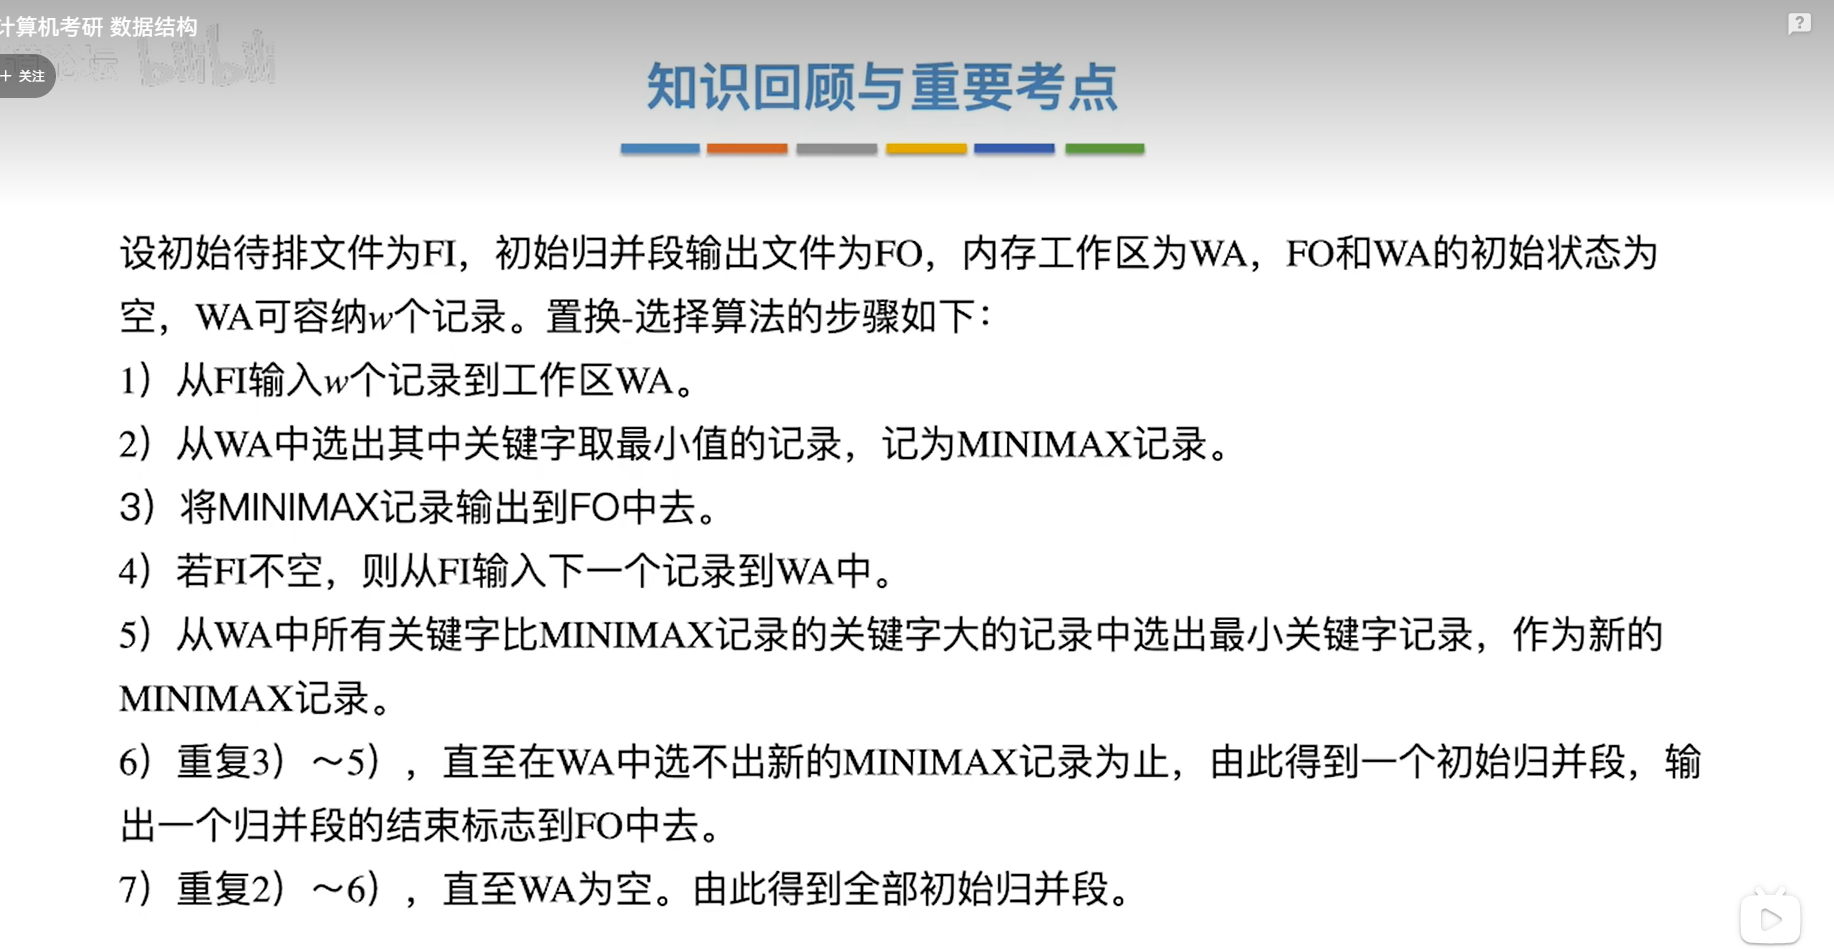 计算机考研 数据结构
bilibili
+ 关注
知识回顾与重要考点
设初始待排文件为FI，初始归并段输出文件为FO，内存工作区为WA，FO和WA的初始状态为
空，WA可容纳w个记录。置换-选择算法的步骤如下：
1）从FI输入w个记录到工作区WA。
2）从WA中选出其中关键字取最小值的记录，记为MINIMAX记录。
3）将MINIMAX记录输出到FO中去。
4）若FI不空，则从FI输入下一个记录到WA中。
5）从WA中所有关键字比MINIMAX记录的关键字大的记录中选出最小关键字记录，作为新的
MINIMAX记录。
6）重复3）～5），直至在WA中选不出新的MINIMAX记录为止，由此得到一个初始归并段，输
出一个归并段的结束标志到FO中去。
7）重复2）～6），直至WA为空。由此得到全部初始归并段。